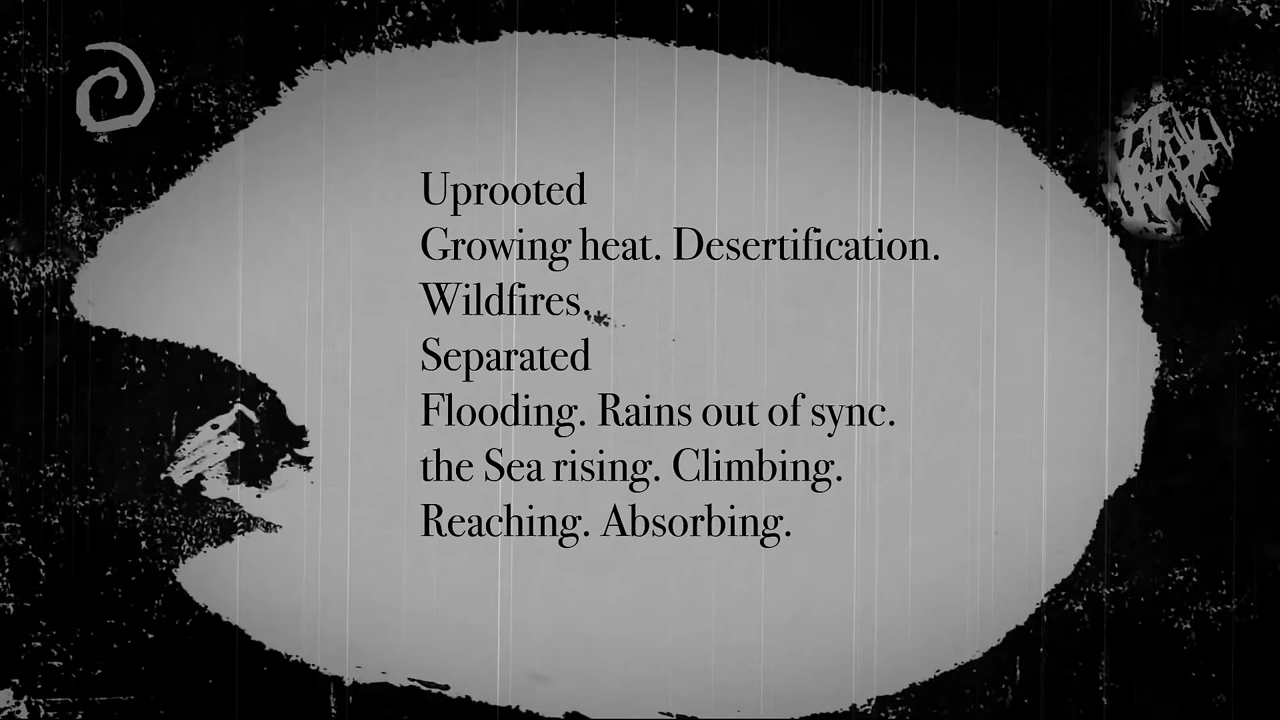 Uprooted
Growing heat. Desertification.
Wildfires.
Separated
Flooding. Rains out of sync.
the Sea rising. Climbing.
Reaching. Absorbing.